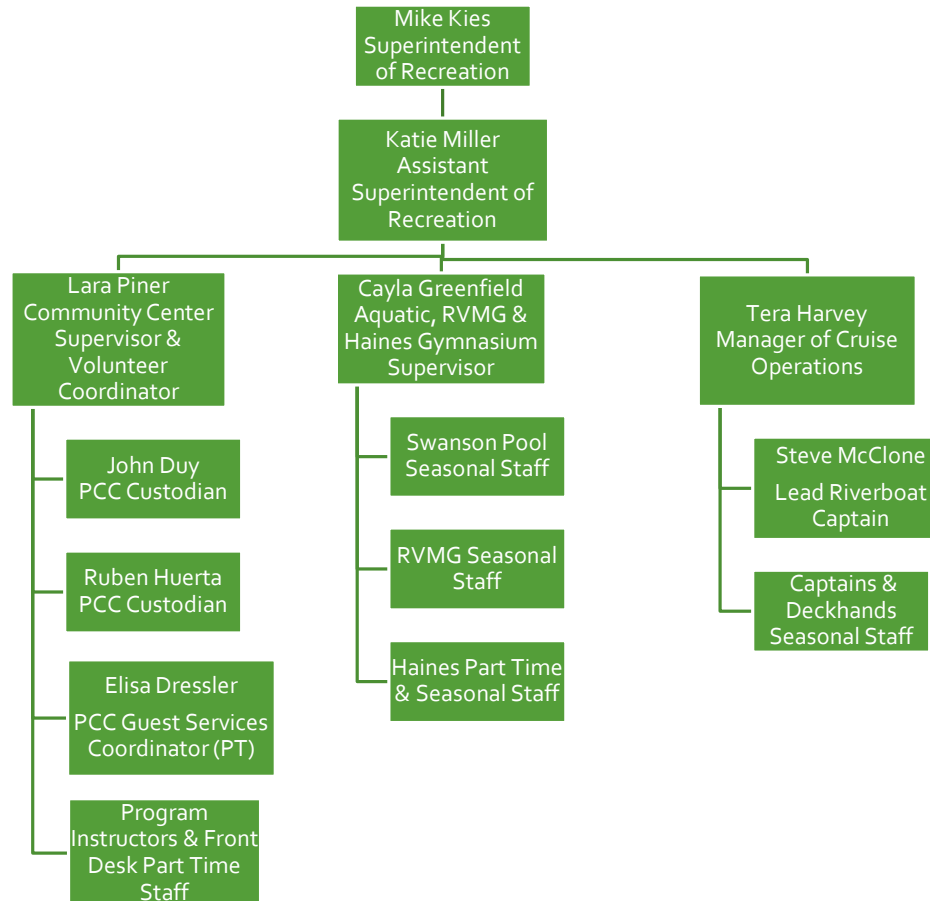 Mike Kies
Superintendent
of Recreation
Katie Miller
Assistant
Superintendent of
Recreation
Lara Piner
Community Center
Supervisor &
Volunteer
Coordinator
John Duy
PCC Custodian
Ruben Huerta
PCC Custodian
Elisa Dressler
PCC Guest Services
Coordinator (PT)
Program
Instructors & Front
Desk Part Time
Staff
Cayla Greenfield
Aquatic, RVMG &
Haines Gymnasium
Supervisor
Swanson Pool
Seasonal Staff
RVMG Seasonal
Staff
Haines Part Time
& Seasonal Staff
Tera Harvey
Manager of Cruise
Operations
Steve McClone
Lead Riverboat
Captain
Captains &
Deckhands
Seasonal Staff